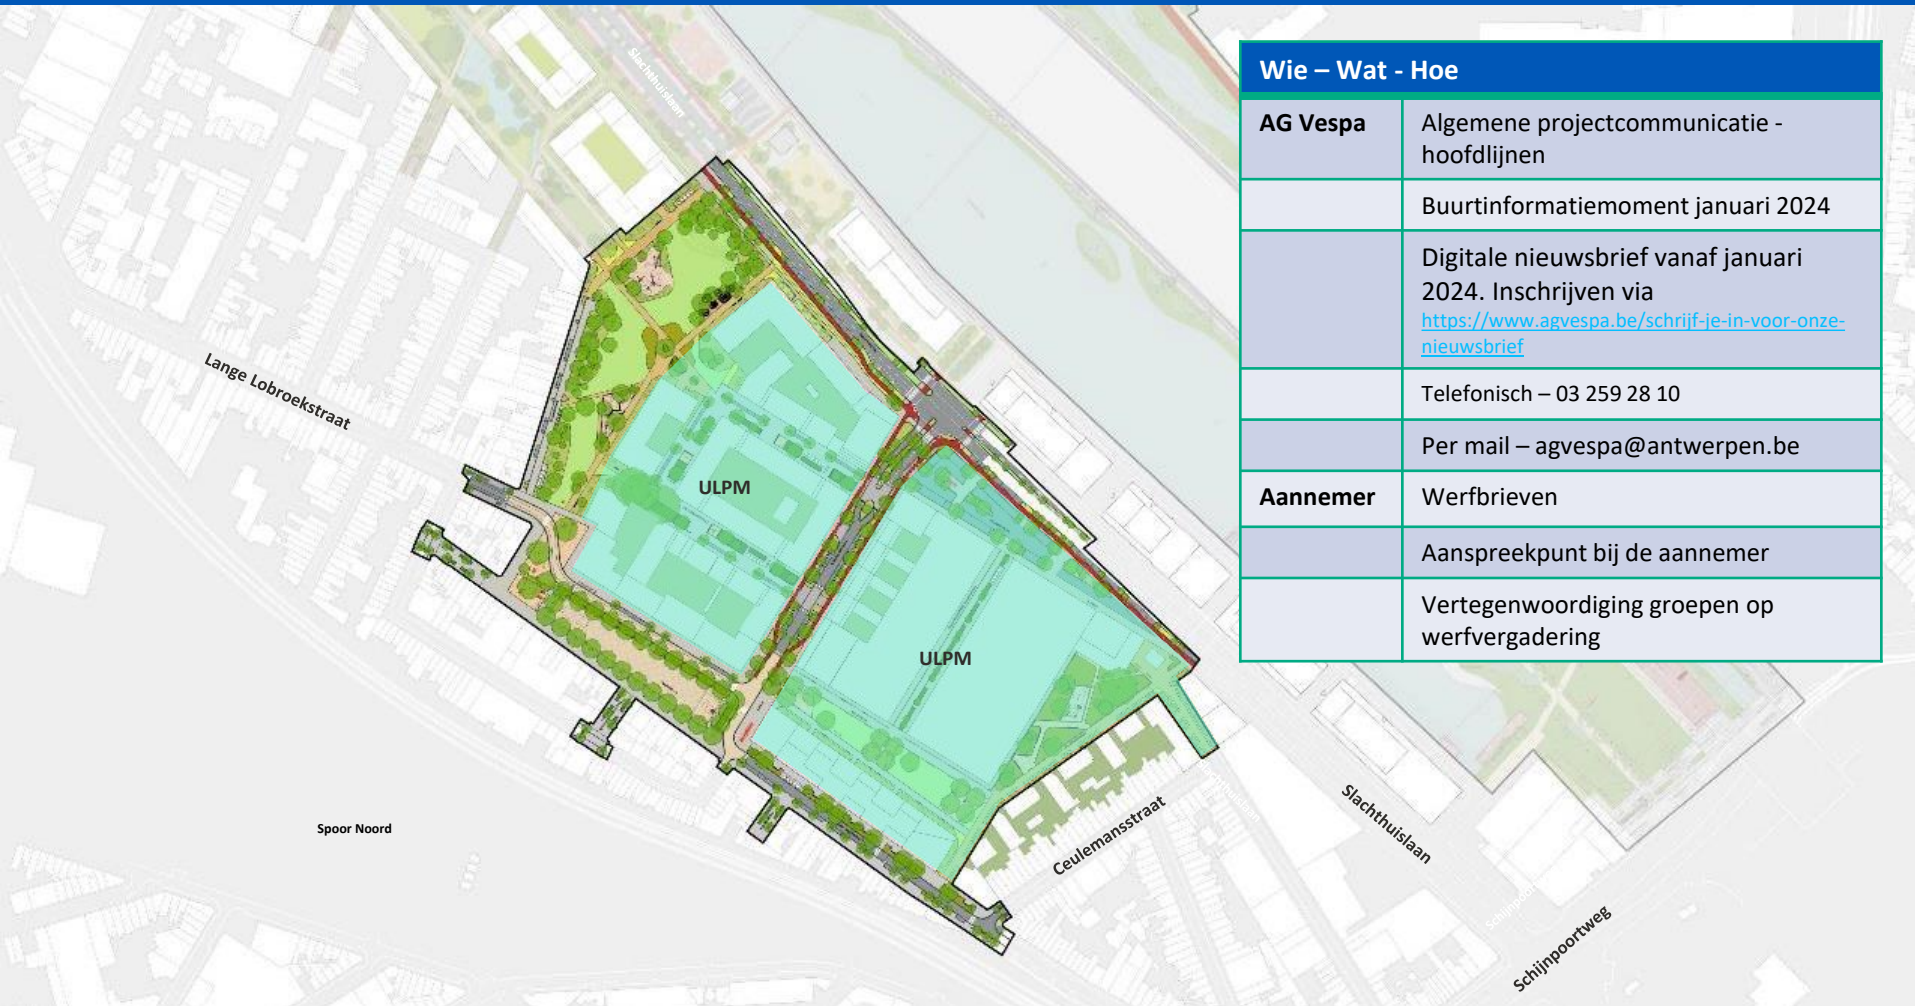 Slachthuislaan
Wie – Wat - Hoe
AG Vespa
Algemene projectcommunicatie -
hoofdlijnen
Buurtinformatiemoment januari 2024
Digitale nieuwsbrief vanaf januari
2024. Inschrijven via
https://www.agvespa.be/schrijf-je-in-voor-onze-
nieuwsbrief
Telefonisch – 03 259 28 10
Per mail – agvespa@antwerpen.be
Aannemer
Werfbrieven
Aanspreekpunt bij de aannemer
Vertegenwoordiging groepen op
werfvergadering
Lange Lobroekstraat
ULPM
ULPM
Spoor Noord
Ceulemansstraat
Slachthuislaan
Schijnpoortweg